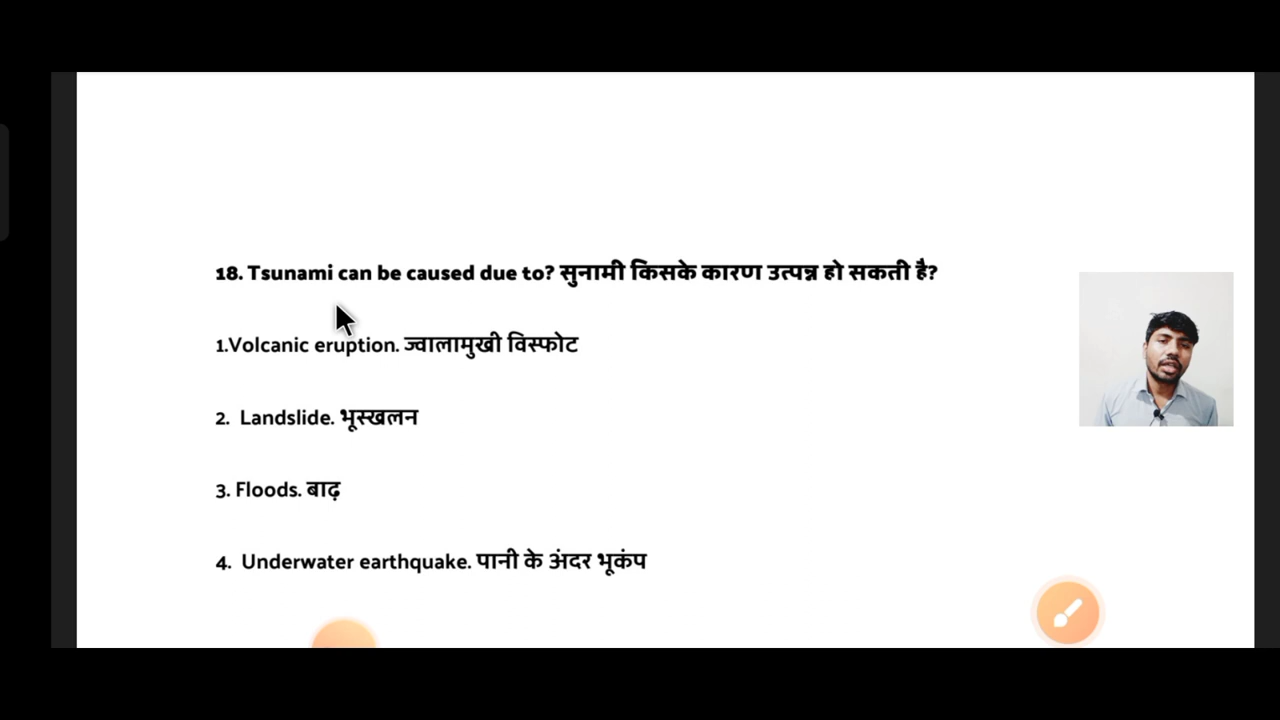 18. Tsunami can be caused due to? सुनामी किसके कारण उत्पन्न हो सकती है?
1.Volcanic eruption. ज्वालामुखी विस्फोट
2. Landslide. भूस्खलन
3. Floods. बाढ़
4. Underwater earthquake. पानी के अंदर भूकंप